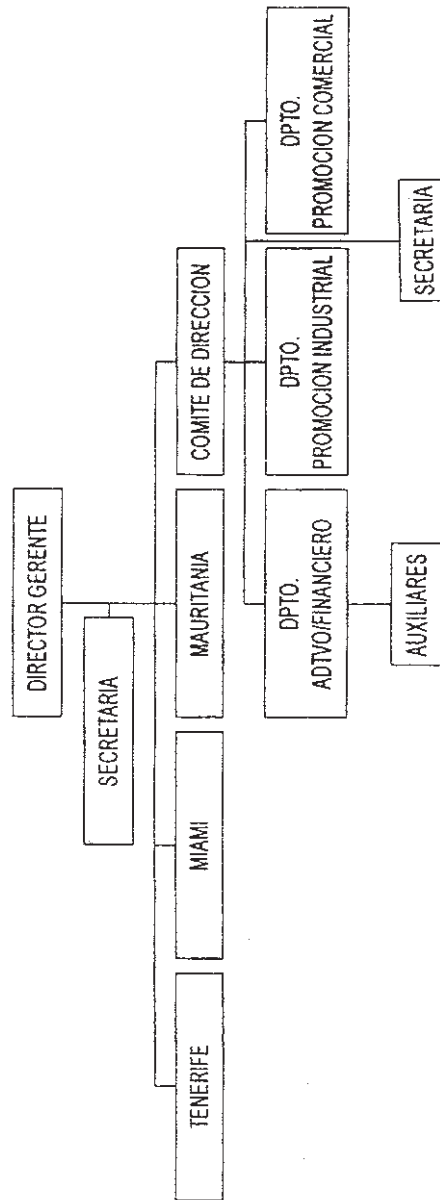 DIRECTOR GERENTE
SECRETARIA
TENERIFE
MIAMI
MAURITANIA
COMITE DE DIRECCION
DPTO.
ADTVO/FINANCIERO
DPTO.
PROMOCION INDUSTRIAL
DPTO.
PROMOCION COMERCIAL
AUXILIARES
SECRETARIA